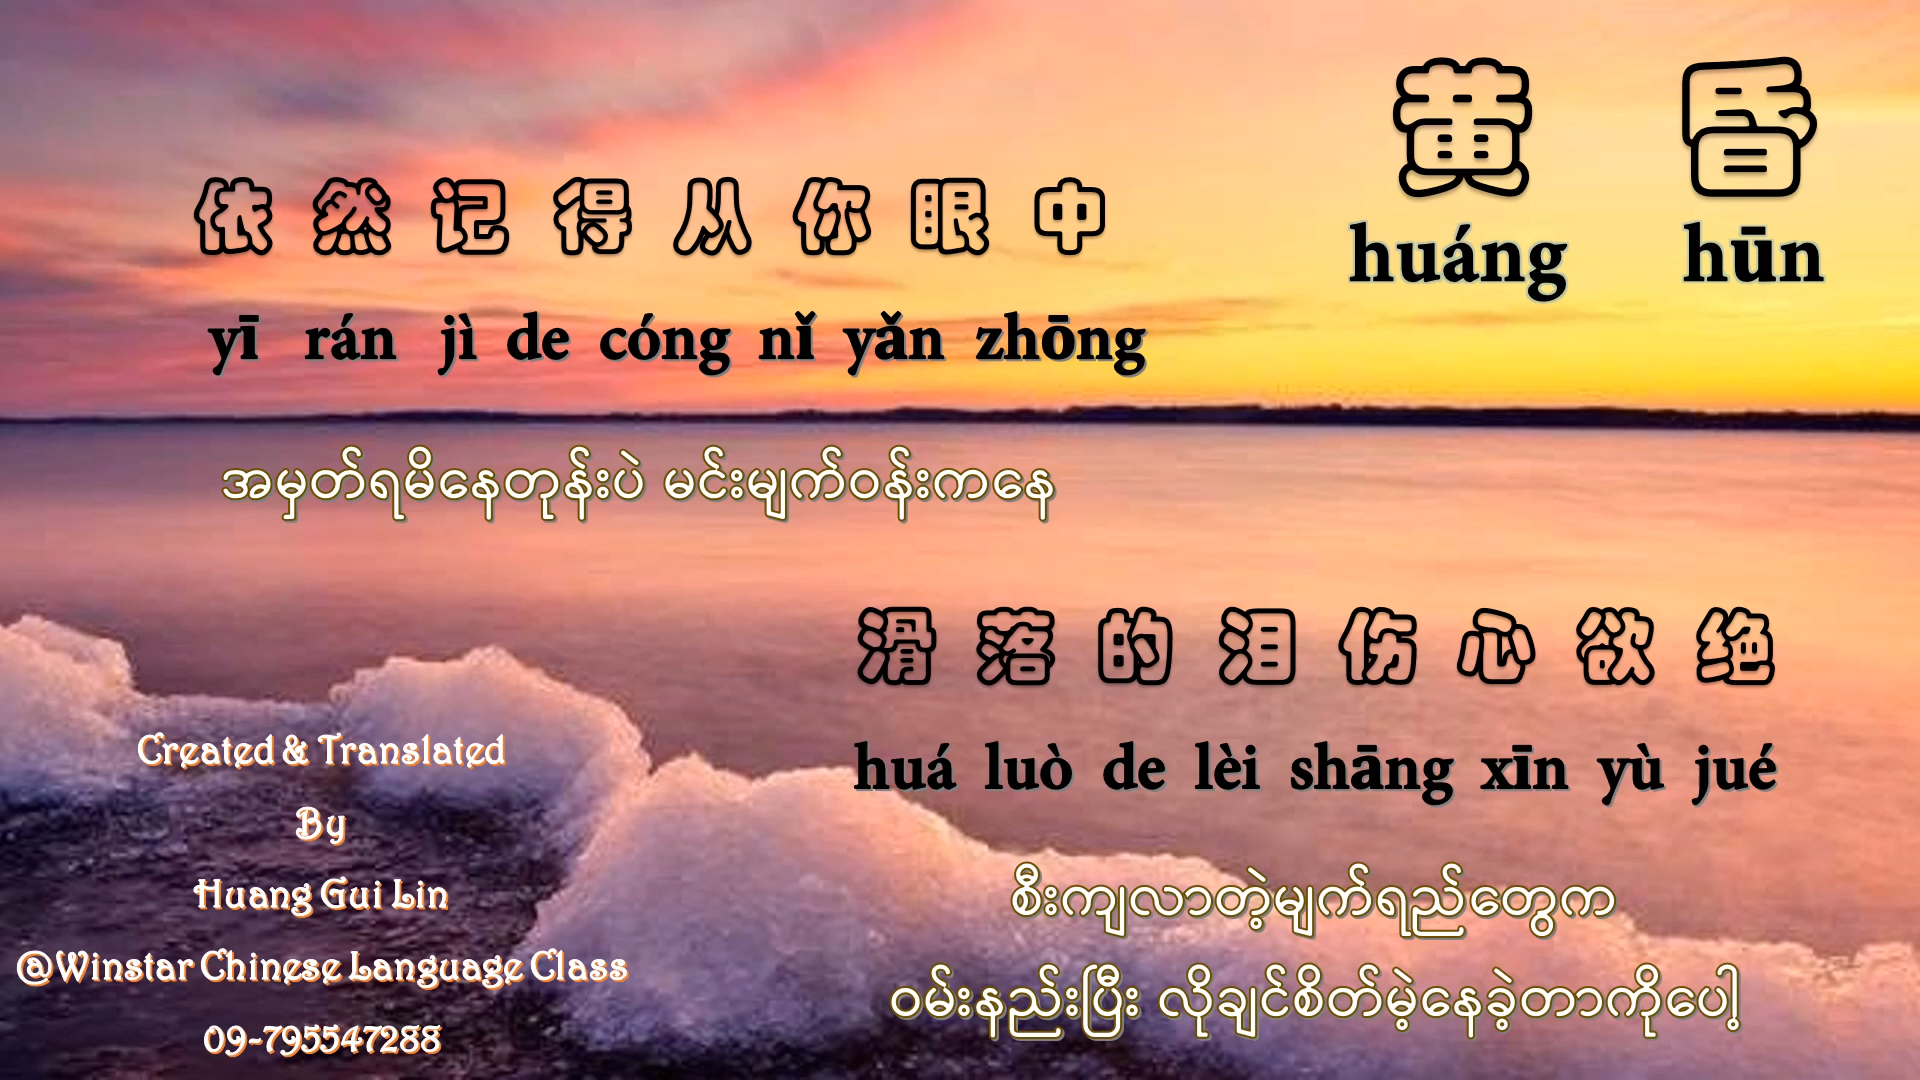 黄昏
huáng hūn
依然记得从你眼中
yī rán jì de cóng nǐ yǎn zhōng
အမှတ်ရမိနေတုန်းပဲ မင်းမျက်ဝန်းကနေ
滑落的泪伤心欲绝
huá luò de lèi shāng xīn yù jué
စီးကျလာတဲ့မျက်ရည်တွေက
ဝမ်းနည်းပြီး လိုချင်စိတ်မဲ့နေခဲ့တာကိုပေါ့
Created & Translated
By
Huang Gui Lin
@Winstar Chinese Language Class
09-795547288